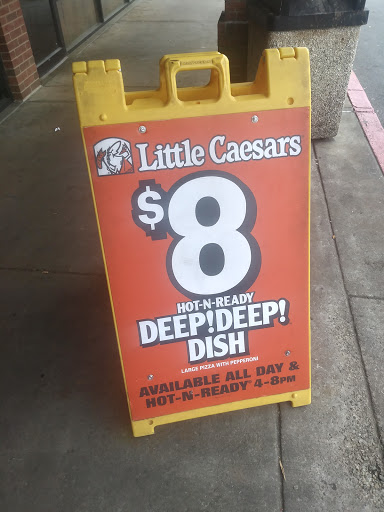 Little Caesars
$8
HOT-N-READY
DEEP!DEEP!
DISH
LARGE PIZZA WITH PEPPERONI
AVAILABLE ALL DAY &
HOT-N-READY® 4-8PM